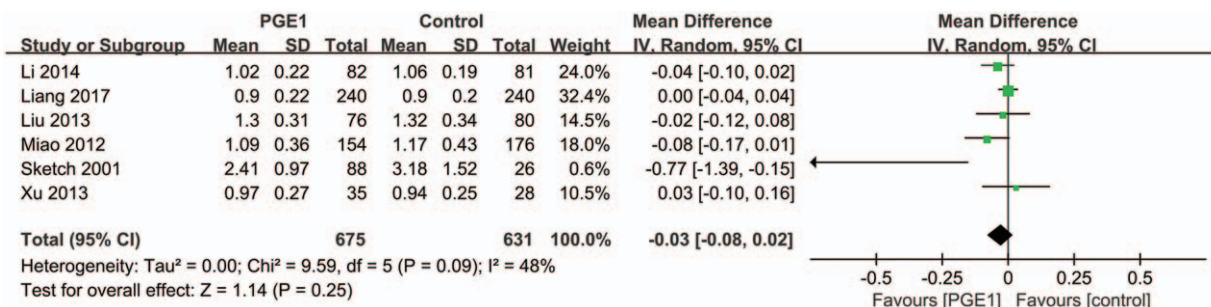 PGE1 Control Mean Difference Mean Difference
Study or Subgroup Mean SD Total Mean SD Total Weight IV, Random, 95% CI IV, Random, 95% CI
Li 2014 1.02 0.22 82 1.06 0.19 81 24.0% -0.04 [-0.10, 0.02]
Liang 2017 0.9 0.22 240 0.9 0.2 240 32.4% 0.00 [-0.04, 0.04]
Liu 2013 1.3 0.31 76 1.32 0.34 80 14.5% -0.02 [-0.12, 0.08]
Miao 2012 1.09 0.36 154 1.17 0.43 176 18.0% -0.08 [-0.17, 0.01]
Sketch 2001 2.41 0.97 88 3.18 1.52 26 0.6% -0.77 [-1.39, -0.15]
Xu 2013 0.97 0.27 35 0.94 0.25 28 10.5% 0.03 [-0.10, 0.16]
Total (95% CI) 675 631 100.0% -0.03 [-0.08, 0.02]
Heterogeneity: Tau² = 0.00; Chi² = 9.59, df = 5 (P = 0.09); I² = 48%
Test for overall effect: Z = 1.14 (P = 0.25)
-0.5 -0.25 0 0.25 0.5
Favours [PGE1] Favours [control]